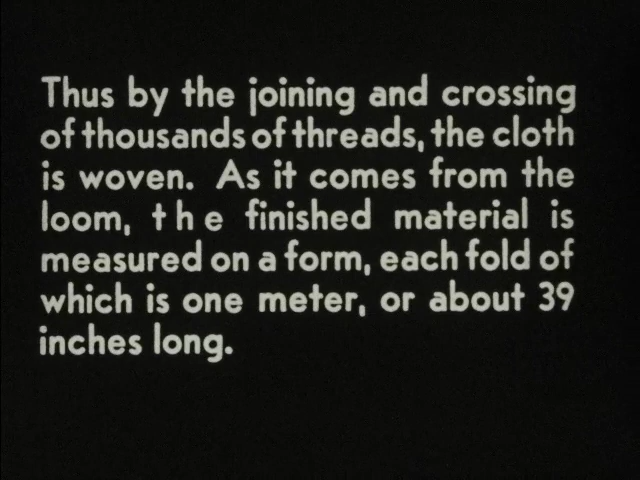 Thus by the joining and crossing
of thousands of threads, the cloth
is woven. As it comes from the
loom, the finished material is
measured on a form, each fold of
which is one meter, or about 39
inches long.